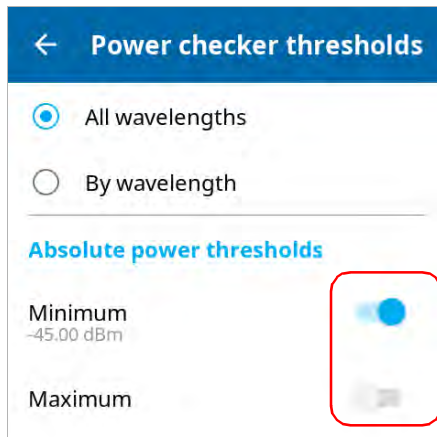 Power checker thresholds
All wavelengths
By wavelength
Absolute power thresholds
Minimum
-45.00 dBm
Maximum